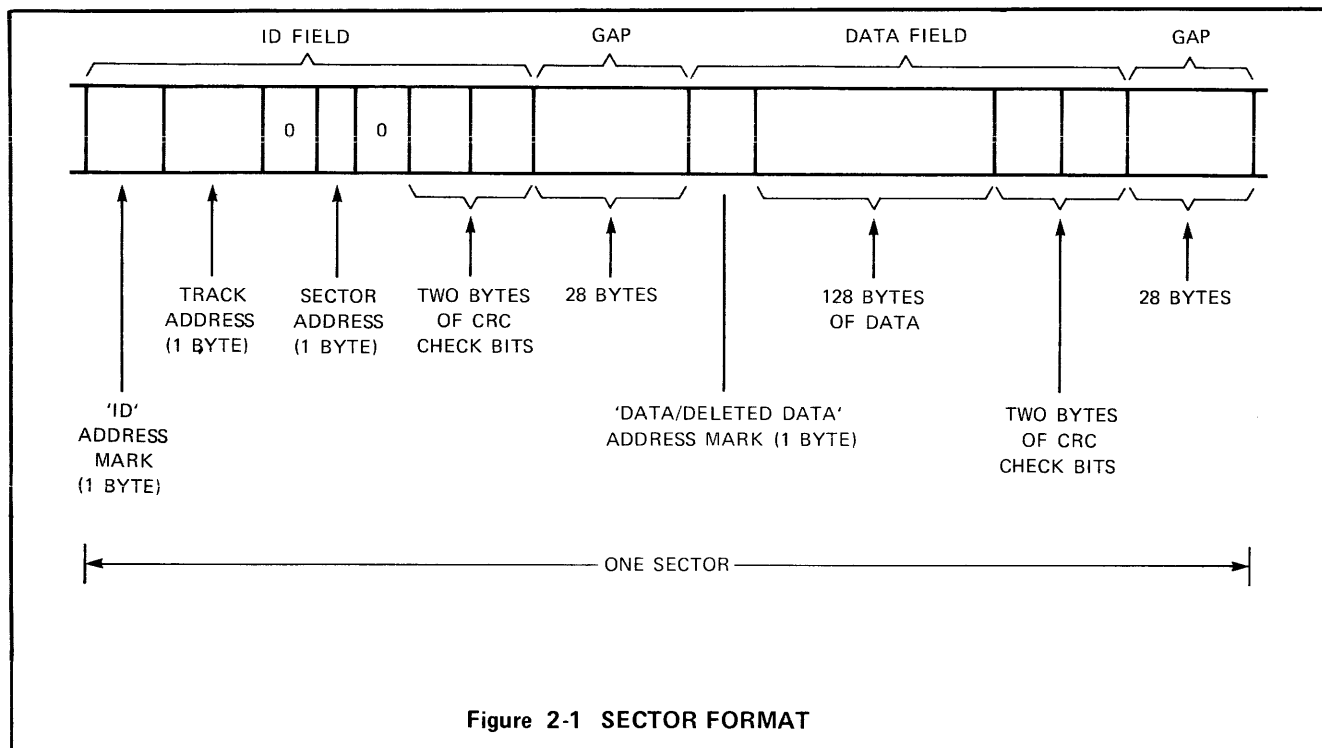 ID FIELD GAP DATA FIELD GAP
0 0
TRACK
ADDRESS
(1 BYTE)
SECTOR
ADDRESS
(1 BYTE)
TWO BYTES
OF CRC
CHECK BITS
28 BYTES
128 BYTES
OF DATA
28 BYTES
'ID'
ADDRESS
MARK
(1 BYTE)
'DATA/DELETED DATA'
ADDRESS MARK (1 BYTE)
TWO BYTES
OF CRC
CHECK BITS
ONE SECTOR
Figure 2-1 SECTOR FORMAT